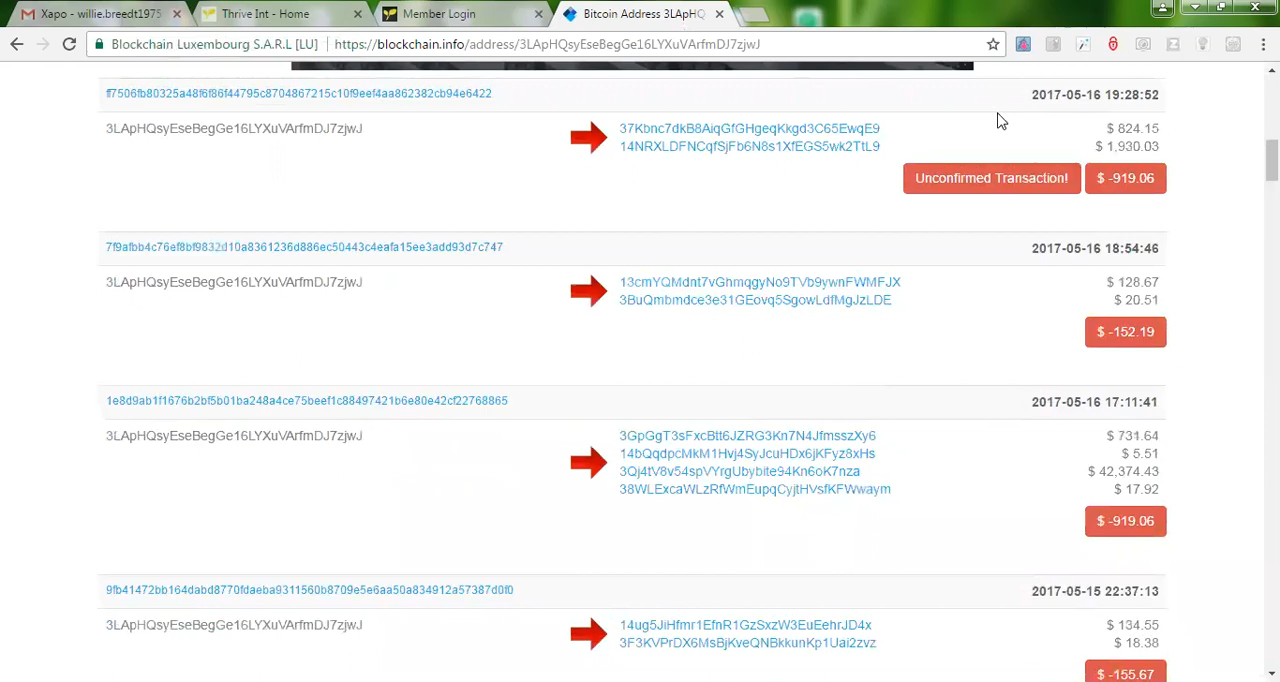 Xapo - willie.breedt1975
Thrive Int - Home
Member Login
Bitcoin Address 3LApHQ
Blockchain Luxembourg S.A.R.L [LU]
https://blockchain.info/address/3LApHQsyEseBegGe16LYXuVArfmDJ7zjwJ
ff7506fb80325a48f6f86f44795c8704867215c10f9eef4aa862382cb94e6422 2017-05-16 19:28:52
3LApHQsyEseBegGe16LYXuVArfmDJ7zjwJ 37Kbnc7dkB8AiqGfGHgeqKkgd3C65EwqE9 $ 824.15
14NRXLDFNCqfSjFb6N8s1XfEGS5wk2TtL9 $ 1,930.03
Unconfirmed Transaction! $ -919.06
7f9afbb4c76ef8bf9832d10a8361236d886ec50443c4eafa15ee3add93d7c747 2017-05-16 18:54:46
3LApHQsyEseBegGe16LYXuVArfmDJ7zjwJ 13cmYQMdnt7vGhmqgyNo9TVb9ywnFWMFJX $ 128.67
3BuQmbmdce3e31GEovq5SgowLdfMgJzLDE $ 20.51
$ -152.19
1e8d9ab1f1676b2bf5b01ba248a4ce75beef1c88497421b6e80e42cf22768865 2017-05-16 17:11:41
3LApHQsyEseBegGe16LYXuVArfmDJ7zjwJ 3GpGgT3sFxcBtt6JZRG3Kn7N4JfmsszXy6 $ 731.64
14bQqdpcMkM1Hvj4SyJcuHDx6jKFyz8xHs $ 5.51
3Qj4tV8v54spVYrgUbybite94Kn6oK7nza $ 42,374.43
38WLExcaWLzRfWmEupqCyjtHVsfKFWwaym $ 17.92
$ -919.06
9fb41472bb164dabd8770fdaeba9311560b8709e5e6aa50a834912a57387d0f0 2017-05-15 22:37:13
3LApHQsyEseBegGe16LYXuVArfmDJ7zjwJ 14ug5JiHfmr1EfnR1GzSxzW3EuEehrJD4x $ 134.55
3F3KVPrDX6MsBjKveQNBkkunKp1Uai2zvz $ 18.38
$ -155.67